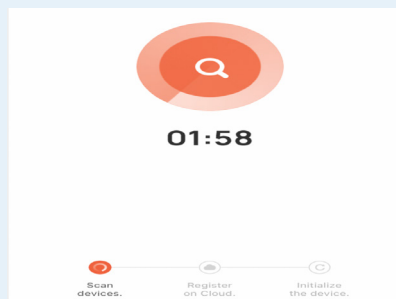 01:58
Scan Register Initialize
devices. on Cloud. the device.